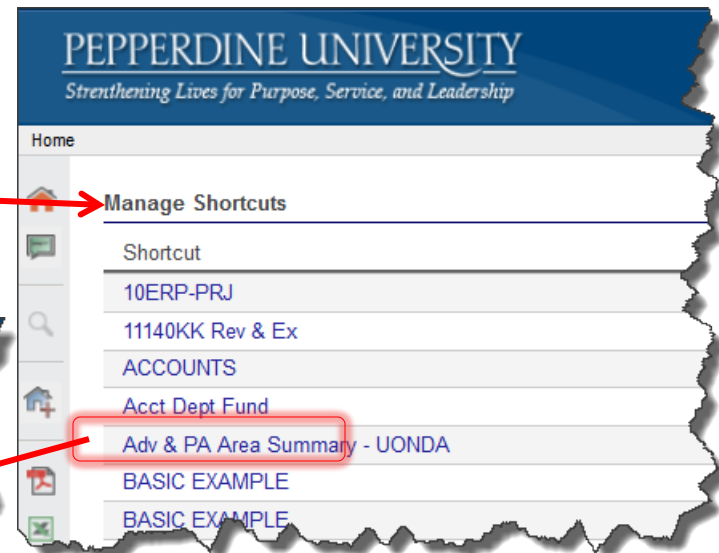 PEPPERDINE UNIVERSITY
Strenthening Lives for Purpose, Service, and Leadership
Home
Manage Shortcuts
Shortcut
10ERP-PRJ
11140KK Rev & Ex
ACCOUNTS
Acct Dept Fund
Adv & PA Area Summary - UONDA
BASIC EXAMPLE
BASIC EXAMPLE